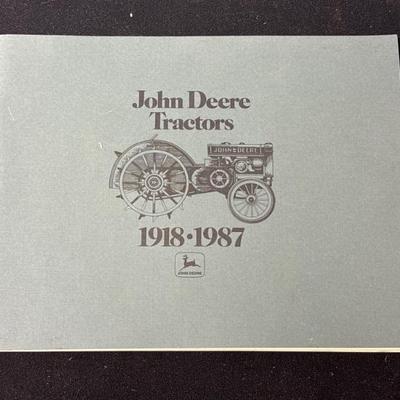 John Deere
Tractors
JOHN DEERE
1918•1987
JOHN DEERE